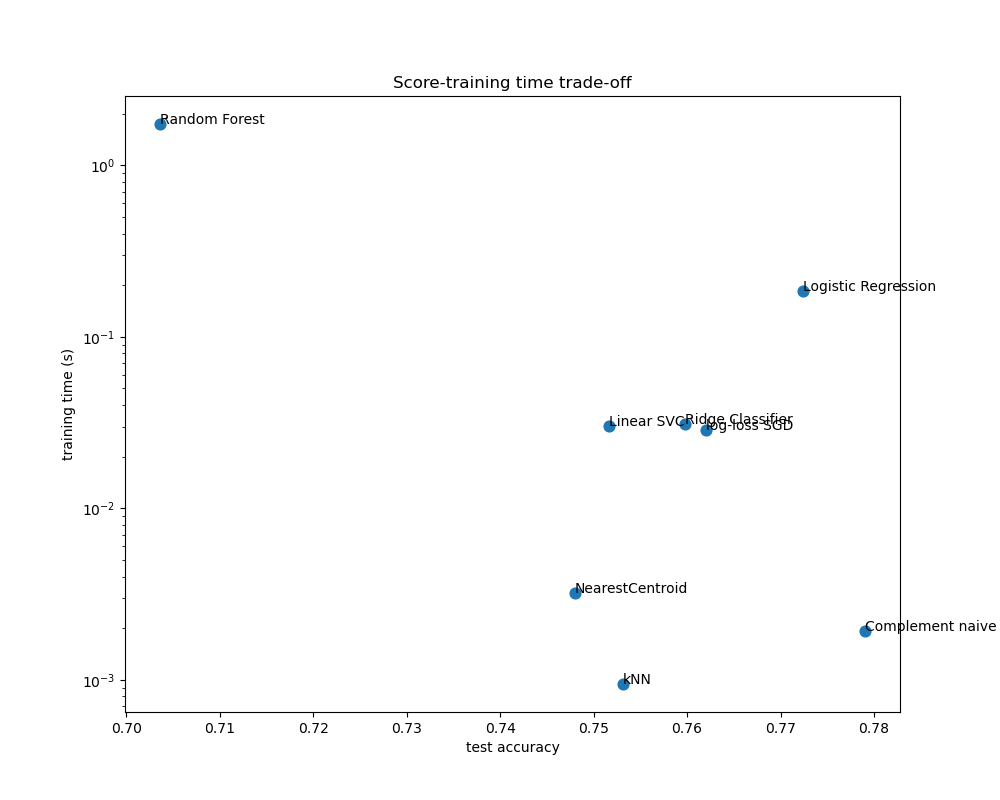 Score-training time trade-off
Random Forest
10⁰
Logistic Regression
10⁻¹
training time (s)
Linear SVC
Ridge Classifier
log-loss SGD
10⁻²
NearestCentroid
Complement naive
kNN
10⁻³
0.70 0.71 0.72 0.73 0.74 0.75 0.76 0.77 0.78
test accuracy